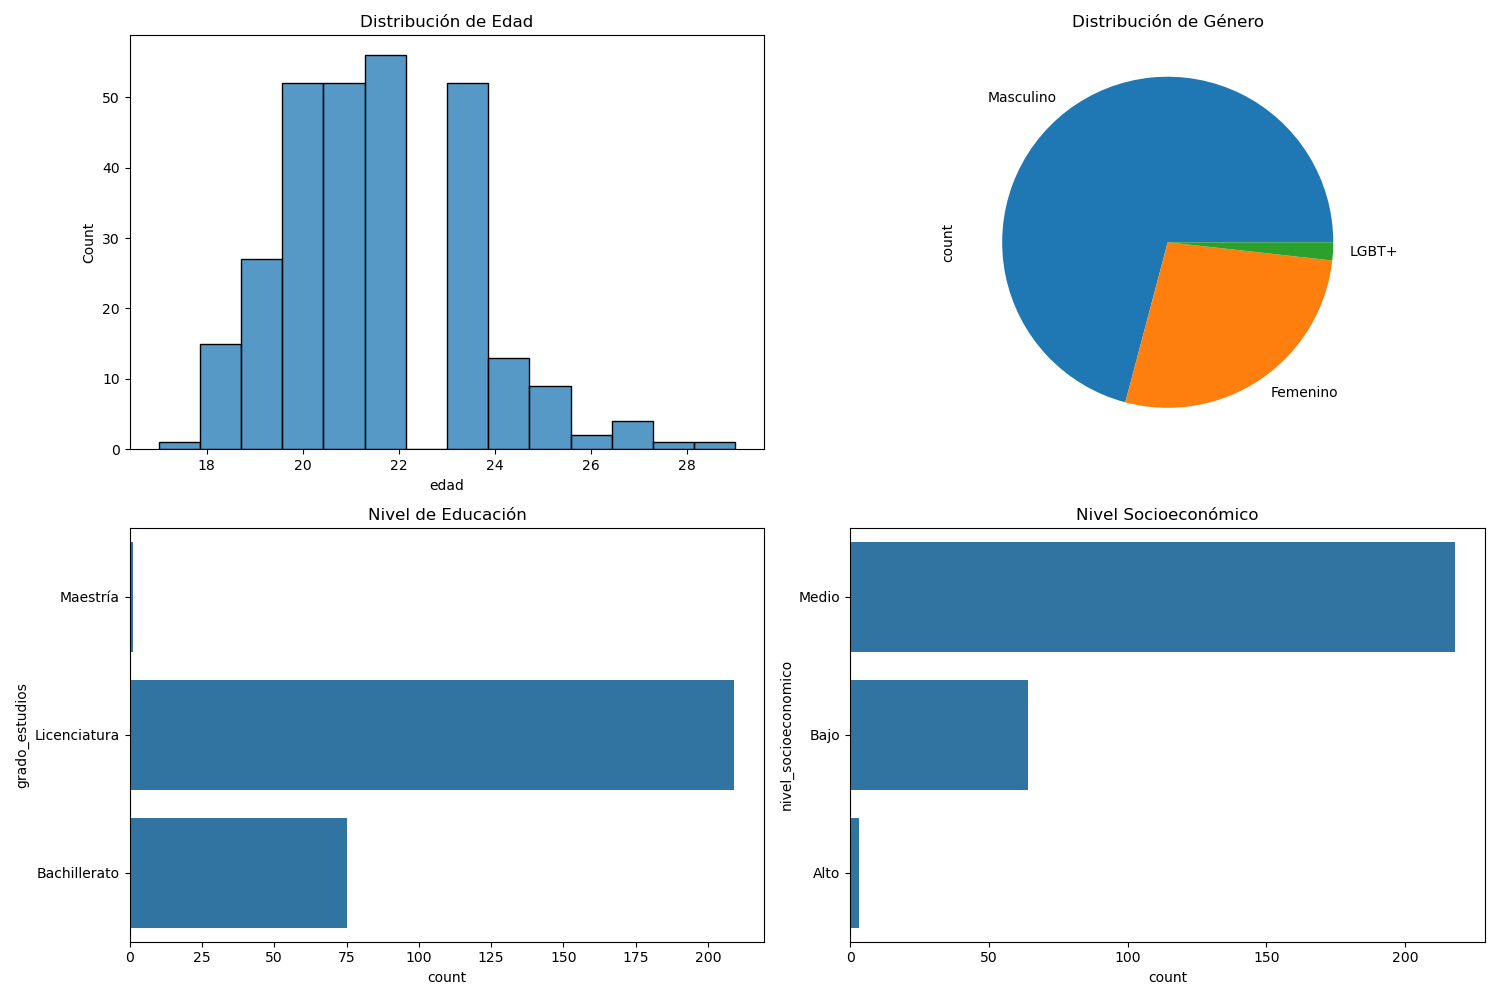 Distribución de Edad
Count
50
40
30
20
10
0
18 20 22 24 26 28
edad
Distribución de Género
count
Masculino
LGBT+
Femenino
Nivel de Educación
grado_estudios
Maestría
Licenciatura
Bachillerato
0 25 50 75 100 125 150 175 200
count
Nivel Socioeconómico
nivel_socioeconomico
Medio
Bajo
Alto
0 50 100 150 200
count